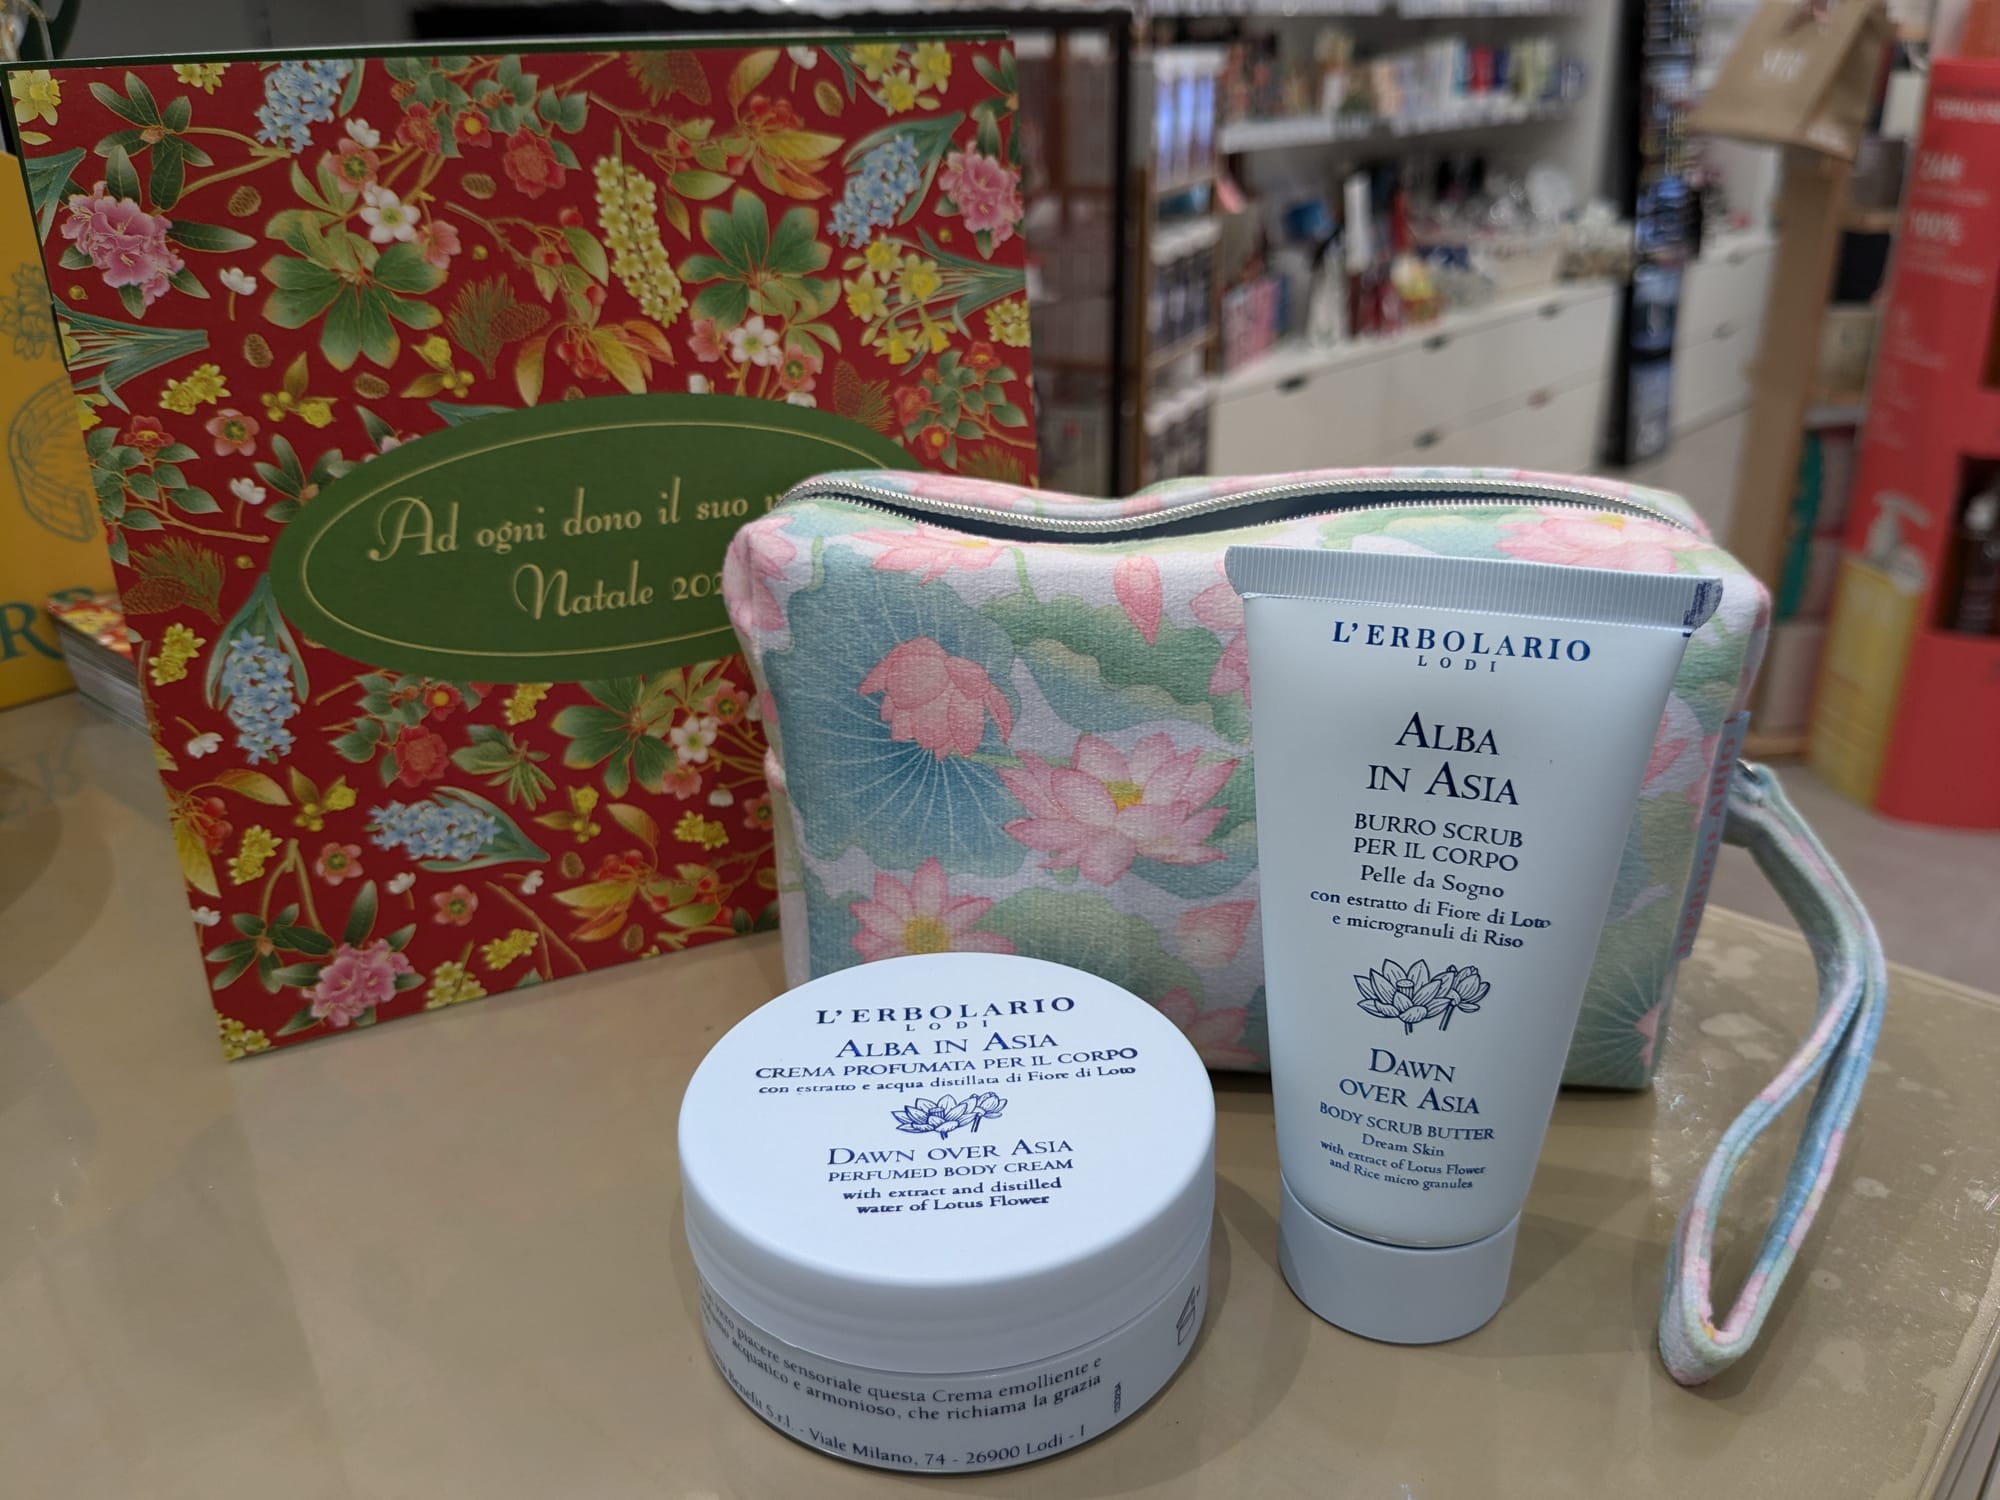 Ad ogni dono il suo
Natale
L'ERBOLARIO
LODI
ALBA
IN ASIA
BURRO SCRUB
PER IL CORPO
Pelle da Sogno
con estratto di Fiore di Loto
e microgranuli di Riso
DAWN
OVER ASIA
BODY SCRUB BUTTER
Dream Skin
with extract of Lotus Flower
and Rice micro granules
L'ERBOLARIO
LODI
ALBA IN ASIA
CREMA PROFUMATA PER IL CORPO
con estratto e acqua distillata di Fiore di Loto
DAWN OVER ASIA
PERFUMED BODY CREAM
with extract and distilled
water of Lotus Flower
piacere sensoriale questa Crema emolliente e
acquatico e armonioso, che richiama la grazia
S.r.l. - Viale Milano, 74 - 26900 Lodi - I
100%